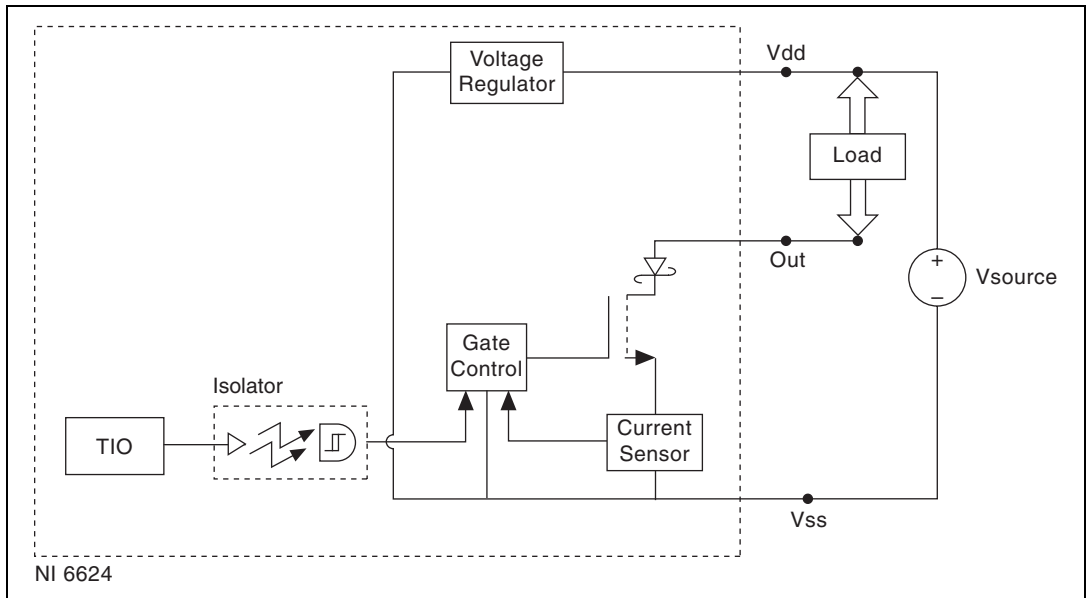 Voltage
Regulator
Vdd
Load
Out
+
–
Vsource
Gate
Control
Isolator
TIO
Current
Sensor
Vss
NI 6624